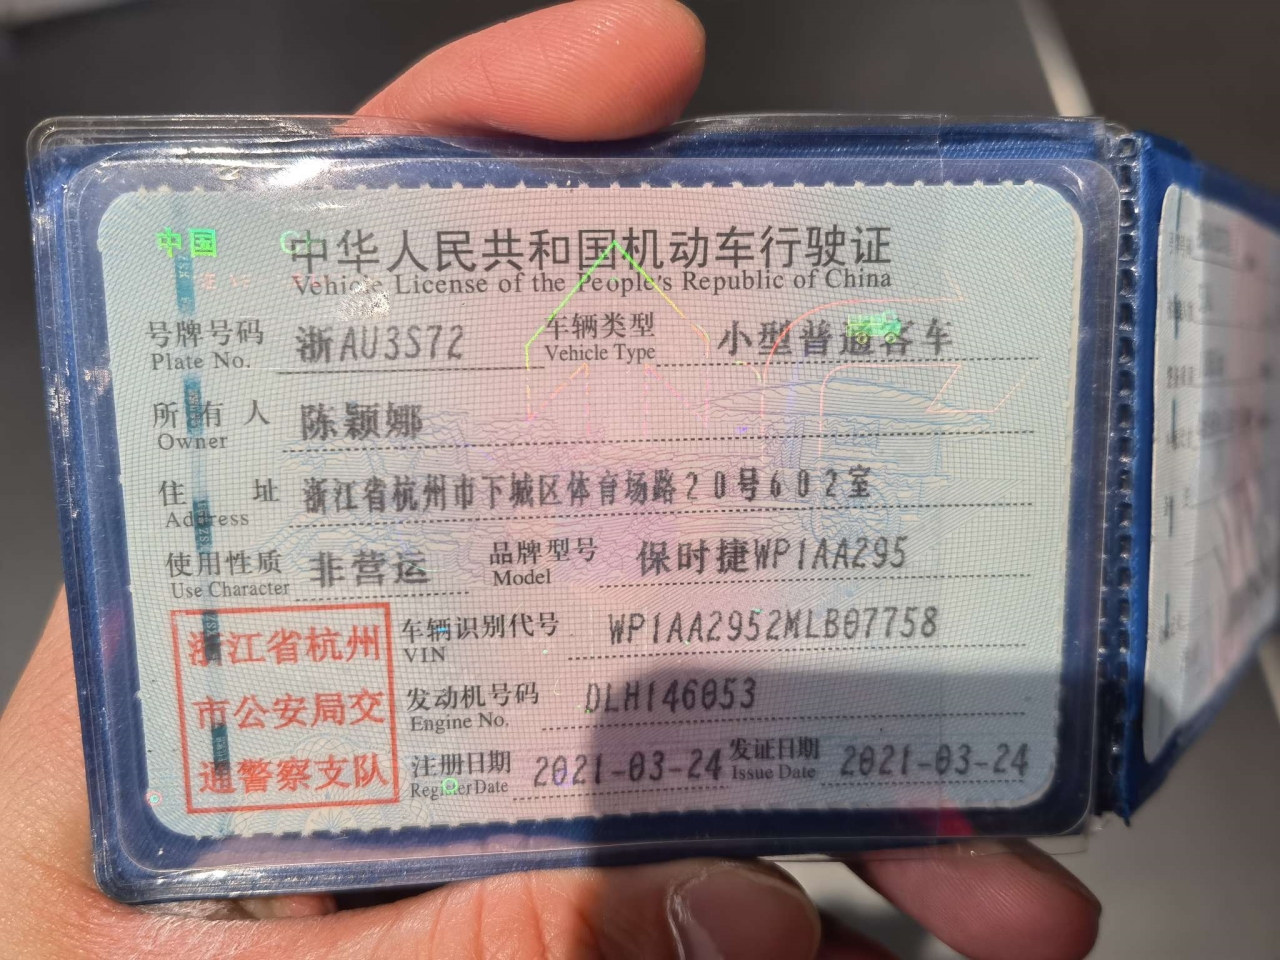 中国
中华人民共和国机动车行驶证
Vehicle License of the People's Republic of China
号牌号码 浙AU3S72 车辆类型 小型普通客车
Plate No. Vehicle Type
所有人 陈颖娜
Owner
住址 浙江省杭州市下城区体育场路20号602室
Address
使用性质 非营运 品牌型号 保时捷WP1AA295
Use Character Model
车辆识别代号 WP1AA2952MLB07758
VIN
发动机号码 DLH146053
Engine No.
注册日期 2021-03-24 发证日期 2021-03-24
Register Date Issue Date
浙江省杭州
市公安局交
通警察支队